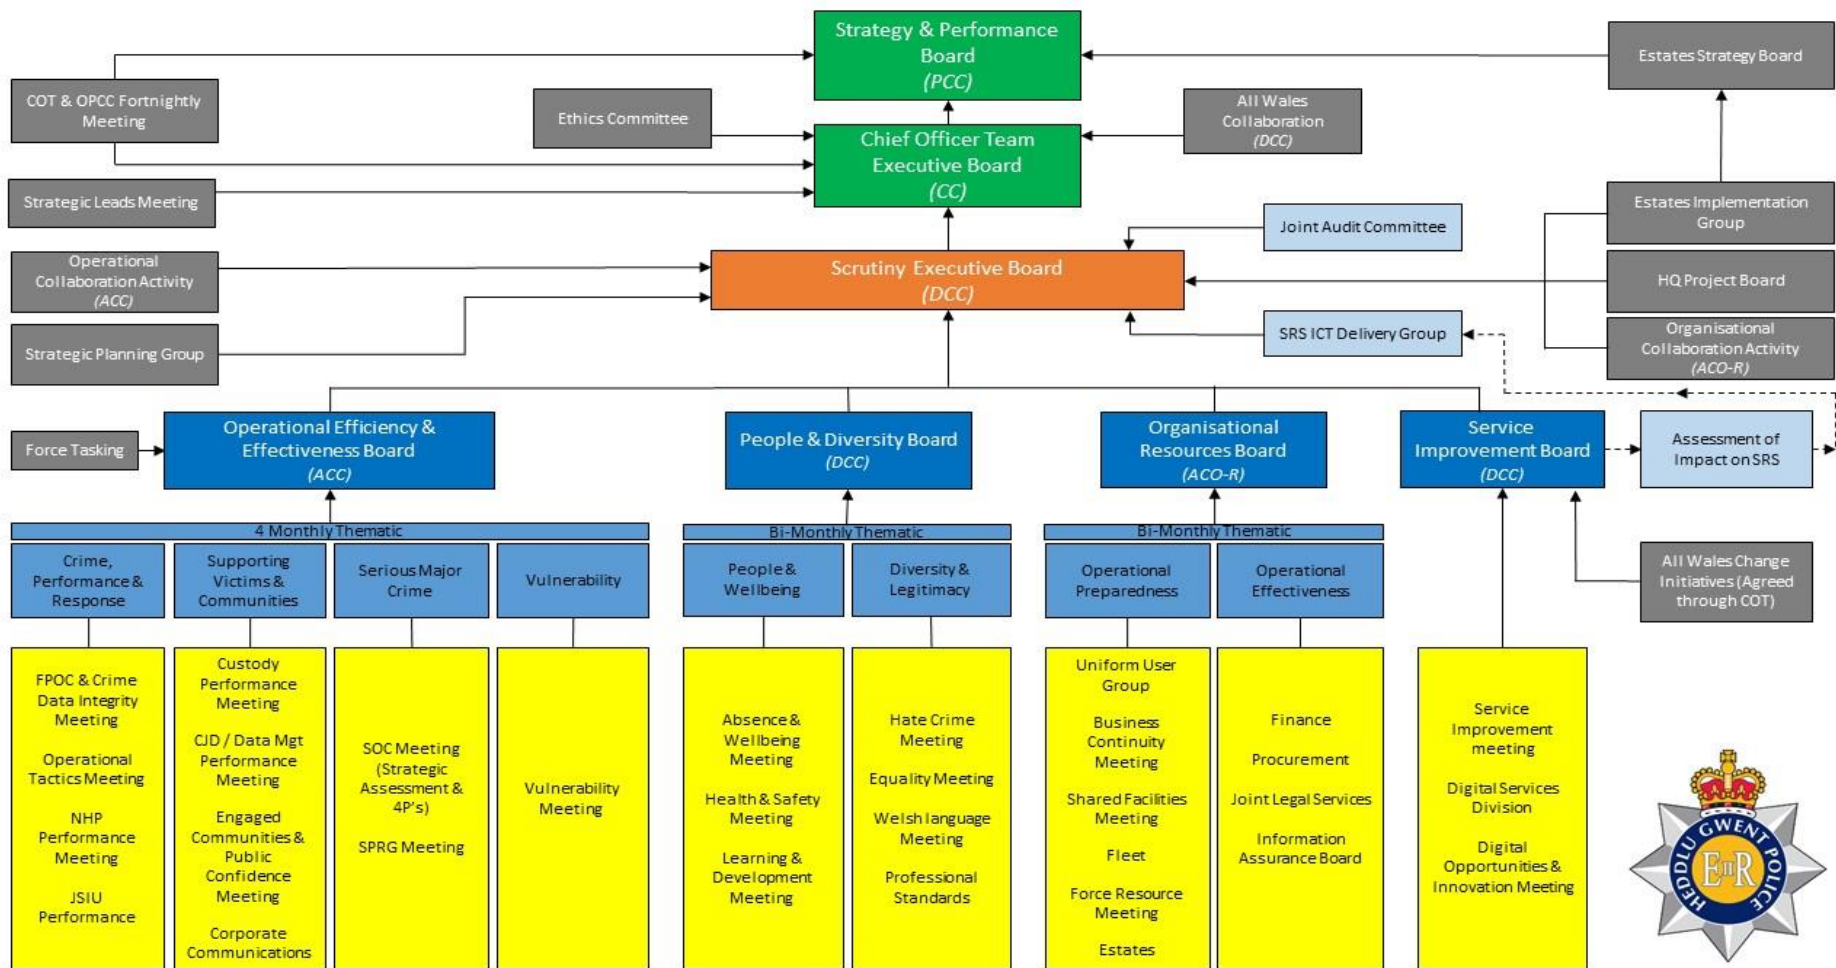 Strategy & Performance
Board
(PCC)
Estates Strategy Board
COT & OPCC Fortnightly
Meeting
Ethics Committee
All Wales
Collaboration
(DCC)
Chief Officer Team
Executive Board
(CC)
Strategic Leads Meeting
Estates Implementation
Group
Joint Audit Committee
Operational
Collaboration Activity
(ACC)
Scrutiny Executive Board
(DCC)
HQ Project Board
Strategic Planning Group
SRS ICT Delivery Group
Organisational
Collaboration Activity
(ACO-R)
Force Tasking
Operational Efficiency &
Effectiveness Board
(ACC)
People & Diversity Board
(DCC)
Organisational
Resources Board
(ACO-R)
Service
Improvement Board
(DCC)
Assessment of
Impact on SRS
4 Monthly Thematic
Bi-Monthly Thematic
Bi-Monthly Thematic
Crime,
Performance &
Response
Supporting
Victims &
Communities
Serious Major
Crime
Vulnerability
People &
Wellbeing
Diversity &
Legitimacy
Operational
Preparedness
Operational
Effectiveness
All Wales Change
Initiatives (Agreed
through COT)
FPOC & Crime
Data Integrity
Meeting
Operational
Tactics Meeting
NHP
Performance
Meeting
JSIU
Performance
Custody
Performance
Meeting
CJD / Data Mgt
Performance
Meeting
Engaged
Communities &
Public
Confidence
Meeting
Corporate
Communications
SOC Meeting
(Strategic
Assessment &
4P's)
SPRG Meeting
Vulnerability
Meeting
Absence &
Wellbeing
Meeting
Health & Safety
Meeting
Learning &
Development
Meeting
Hate Crime
Meeting
Equality Meeting
Welsh language
Meeting
Professional
Standards
Uniform User
Group
Business
Continuity
Meeting
Shared Facilities
Meeting
Fleet
Force Resource
Meeting
Estates
Finance
Procurement
Joint Legal Services
Information
Assurance Board
Service
Improvement
meeting
Digital Services
Division
Digital
Opportunities &
Innovation Meeting
HEDDLU GWENT POLICE
EIIR